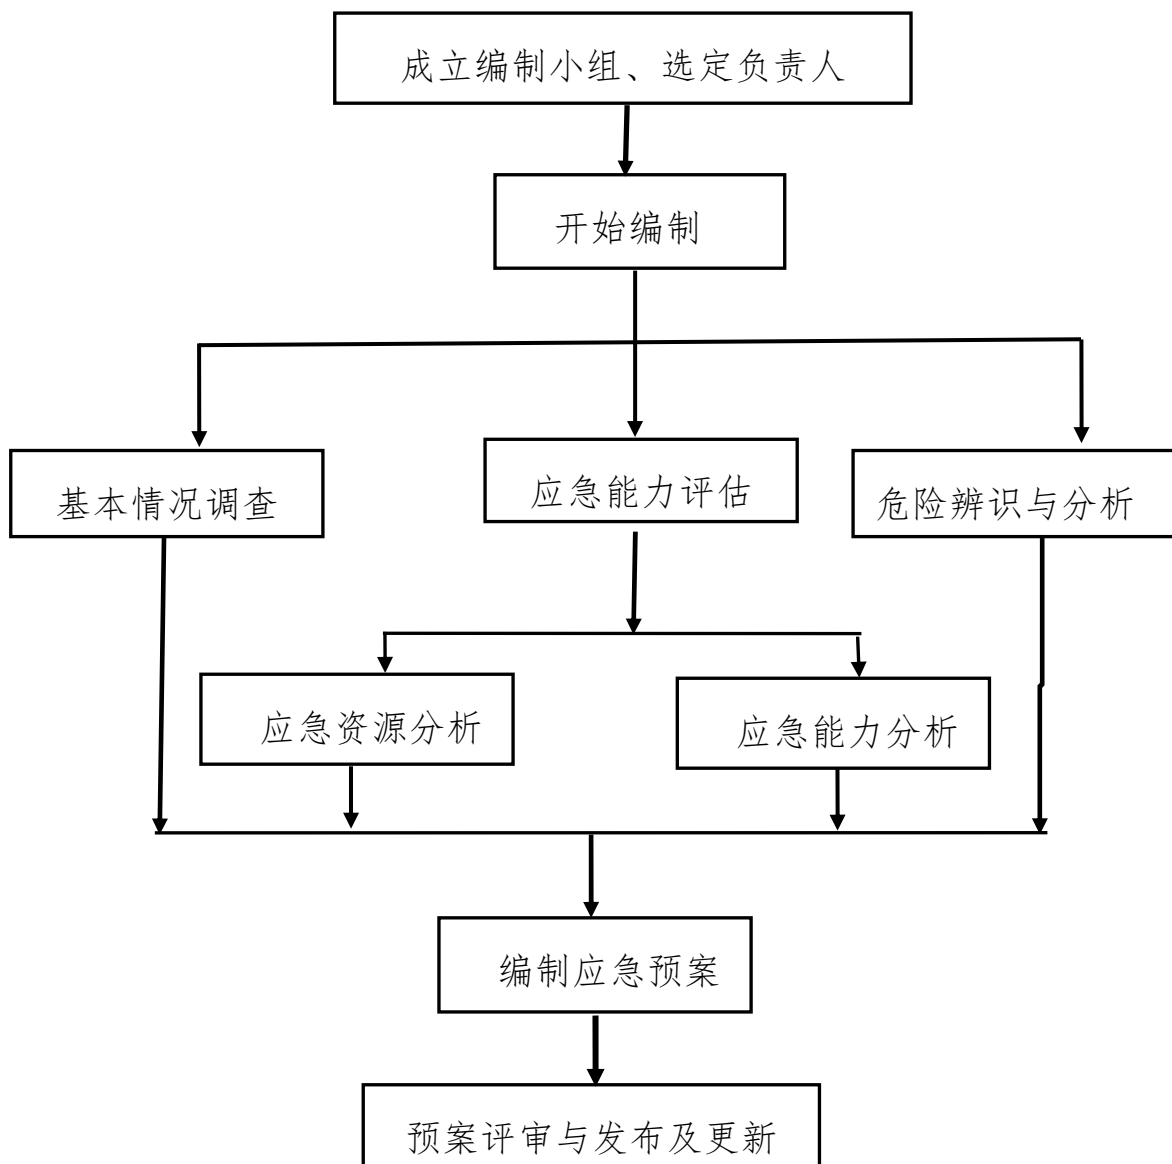 成立编制小组、选定负责人
开始编制
基本情况调查
应急能力评估
危险辨识与分析
应急资源分析
应急能力分析
编制应急预案
预案评审与发布及更新